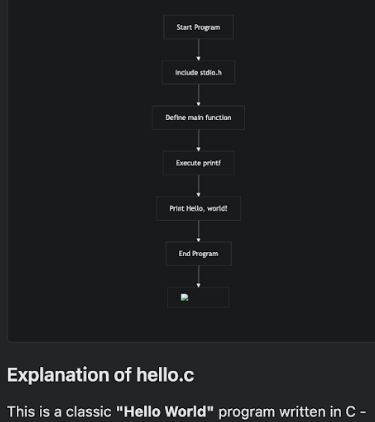 Start Program
Include stdio.h
Define main function
Execute printf
Print Hello, world!
End Program
Explanation of hello.c
This is a classic "Hello World" program written in C -